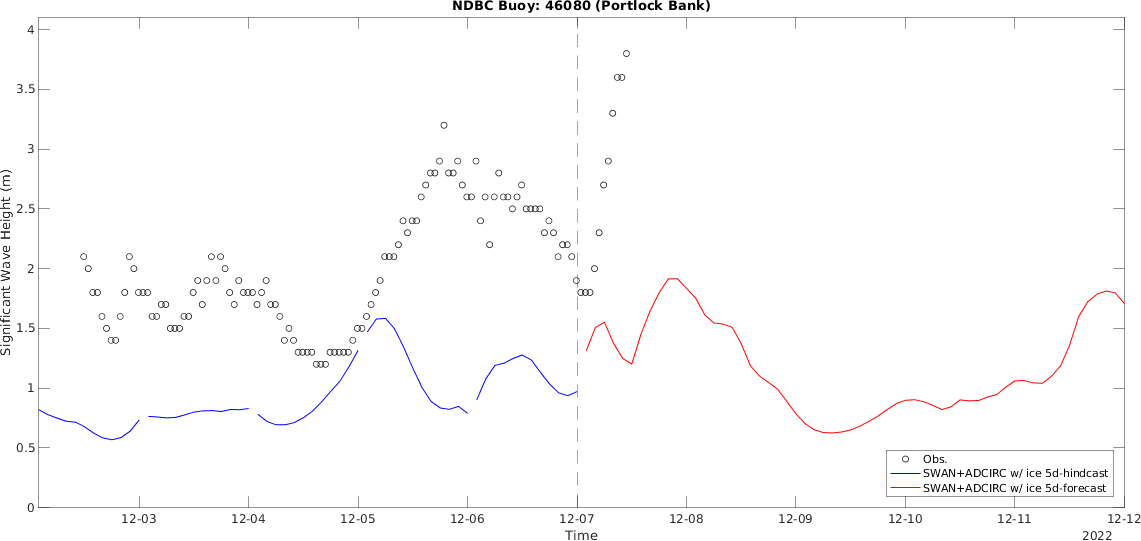 NDBC Buoy: 46080 (Portlock Bank)
Significant Wave Height (m)
4
3.5
3
2.5
2
1.5
1
0.5
0
12-03 12-04 12-05 12-06 12-07 12-08 12-09 12-10 12-11 12-12
Time
2022
Obs.
SWAN+ADCIRC w/ ice 5d-hindcast
SWAN+ADCIRC w/ ice 5d-forecast